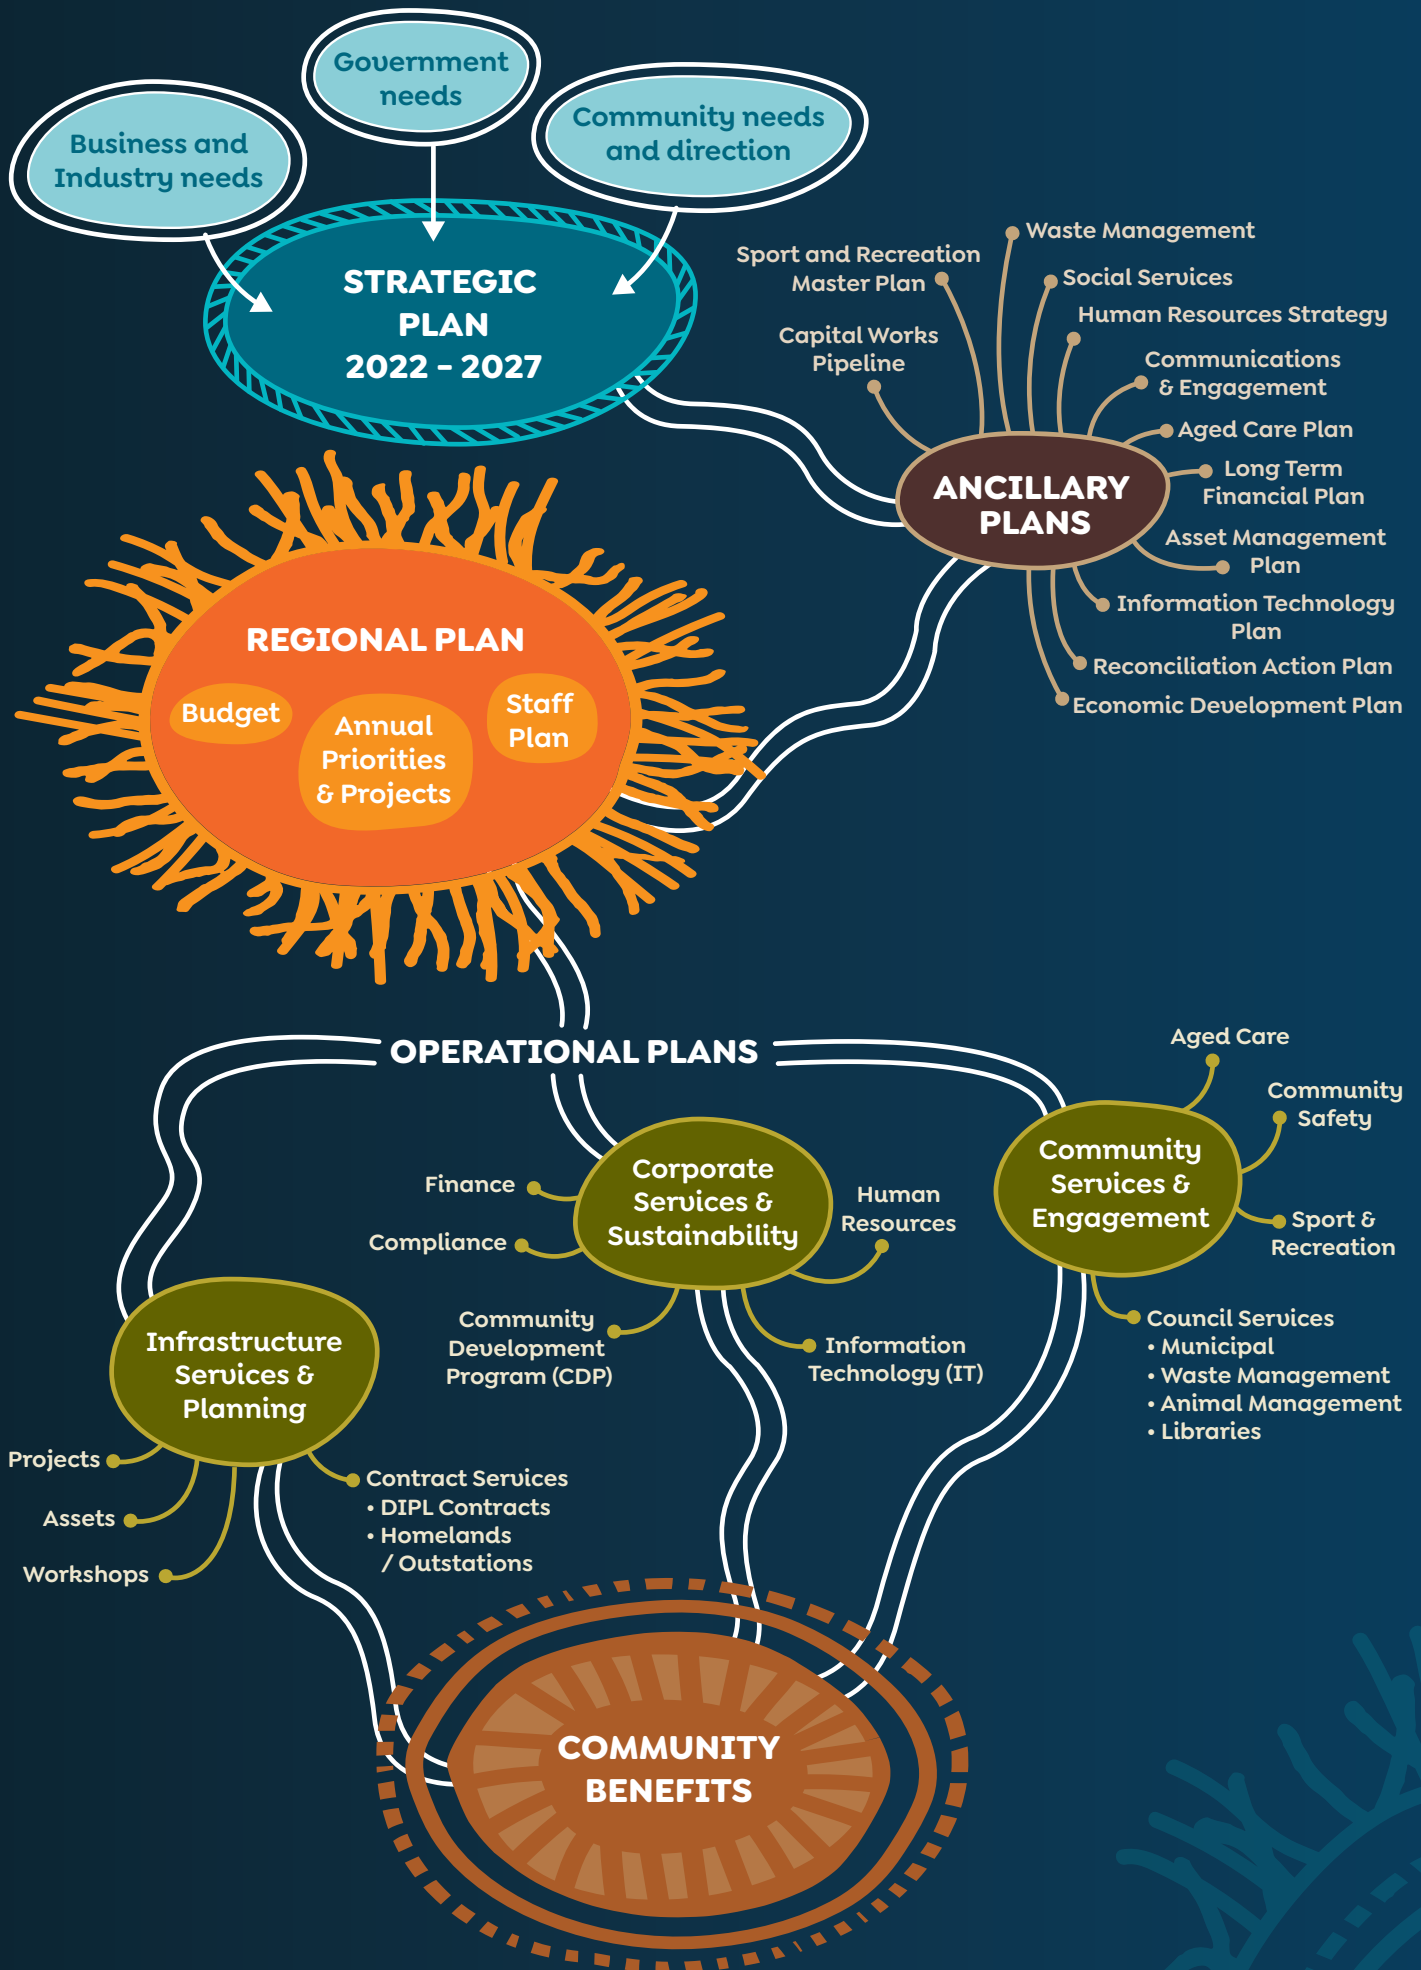 Government
needs
Business and
Industry needs
Community needs
and direction
STRATEGIC
PLAN
2022 – 2027
Sport and Recreation
Master Plan
Capital Works
Pipeline
Waste Management
Social Services
Human Resources Strategy
Communications
& Engagement
Aged Care Plan
Long Term
Financial Plan
Asset Management
Plan
Information Technology
Plan
Reconciliation Action Plan
Economic Development Plan
ANCILLARY
PLANS
REGIONAL PLAN
Budget
Annual
Priorities
& Projects
Staff
Plan
OPERATIONAL PLANS
Infrastructure
Services &
Planning
Projects
Assets
Workshops
Contract Services
• DIPL Contracts
• Homelands
/ Outstations
Corporate
Services &
Sustainability
Finance
Compliance
Community
Development
Program (CDP)
Human
Resources
Information
Technology (IT)
Community
Services &
Engagement
Aged Care
Community
Safety
Sport &
Recreation
Council Services
• Municipal
• Waste Management
• Animal Management
• Libraries
COMMUNITY
BENEFITS